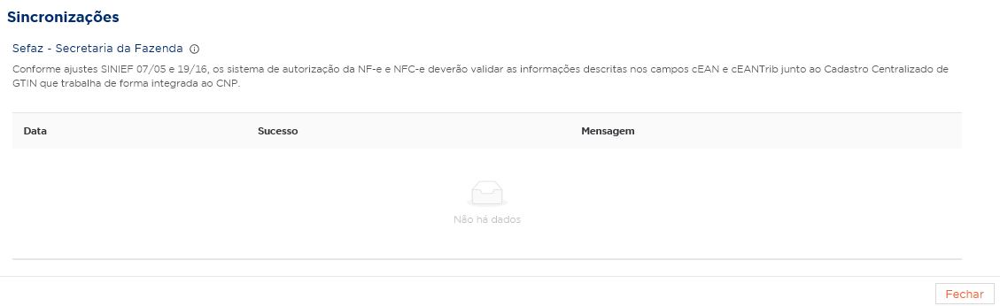 Sincronizações
Sefaz - Secretaria da Fazenda
Conforme ajustes SINIEF 07/05 e 19/16, os sistema de autorização da NF-e e NFC-e deverão validar as informações descritas nos campos cEAN e cEANTrib junto ao Cadastro Centralizado de
GTIN que trabalha de forma integrada ao CNP.
Data Sucesso Mensagem
Não há dados
Fechar